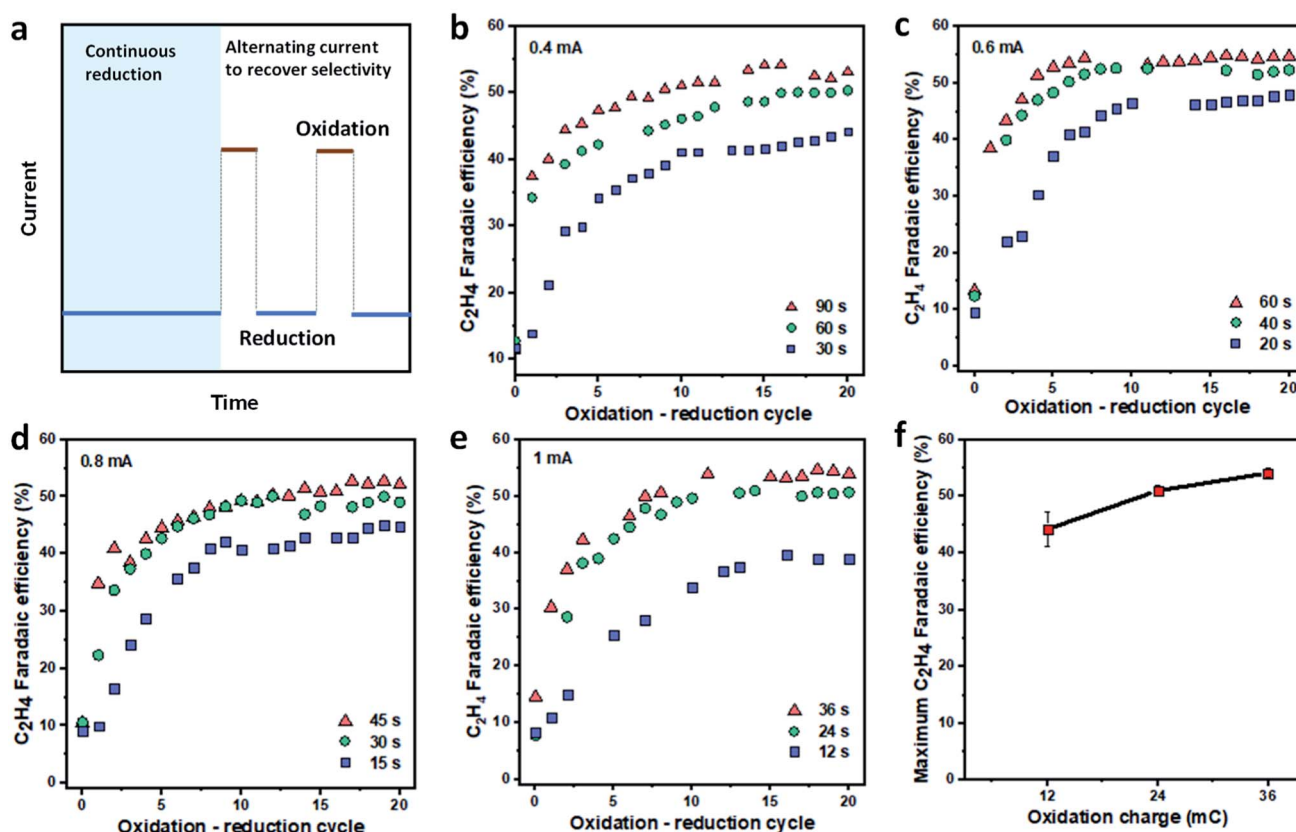 a
Continuous
reduction
Alternating current
to recover selectivity
Oxidation
Reduction
Current
Time
b
0.4 mA
C₂H₄ Faradaic efficiency (%)
60
50
40
30
20
10
90 s
60 s
30 s
0
5
10
15
20
Oxidation - reduction cycle
c
0.6 mA
C₂H₄ Faradaic efficiency (%)
60
50
40
30
20
10
0
60 s
40 s
20 s
0
5
10
15
20
Oxidation - reduction cycle
d
0.8 mA
C₂H₄ Faradaic efficiency (%)
60
50
40
30
20
10
0
45 s
30 s
15 s
0
5
10
15
20
Oxidation - reduction cycle
e
1 mA
C₂H₄ Faradaic efficiency (%)
60
50
40
30
20
10
0
36 s
24 s
12 s
0
5
10
15
20
Oxidation - reduction cycle
f
Maximum C₂H₄ Faradaic efficiency (%)
60
50
40
30
20
10
0
12
24
36
Oxidation charge (mC)